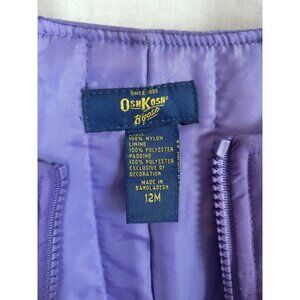 SINCE 1895
OSHKOSH
B'gosh
SHELL
100% NYLON
LINING
100% POLYESTER
PADDING
100% POLYESTER
EXCLUSIVE OF
DECORATION
MADE IN
BANGLADESH
12M